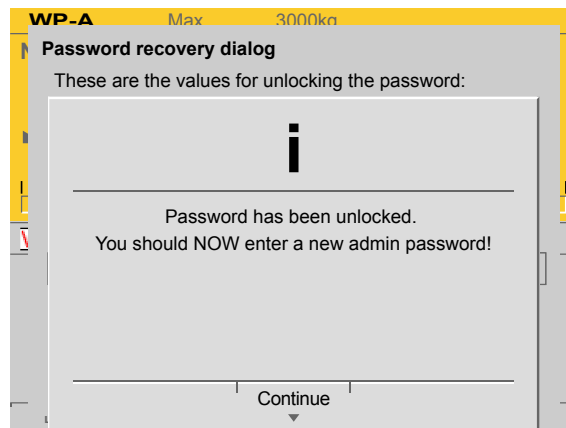 WP-A Max 3000kg
Password recovery dialog
These are the values for unlocking the password:
i
Password has been unlocked.
You should NOW enter a new admin password!
Continue